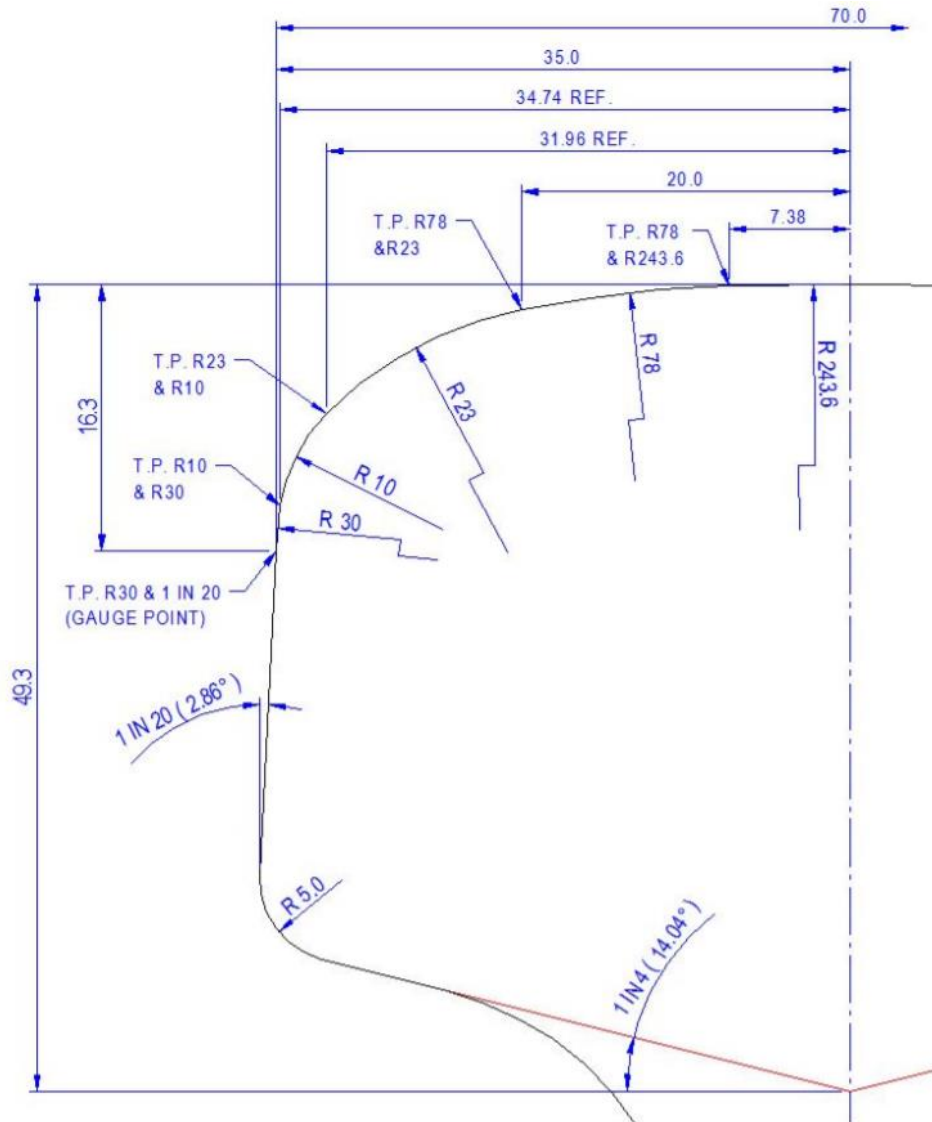 70.0
35.0
34.74 REF.
31.96 REF.
20.0
7.38
T.P. R78
&R23
T.P. R78
& R243.6
T.P. R23
& R10
T.P. R10
& R30
T.P. R30 & 1 IN 20
(GAUGE POINT)
16.3
49.3
R 243.6
R 78
R 23
R 10
R 30
1 IN 20 ( 2.86° )
R 5.0
1 IN 4 ( 14.04° )